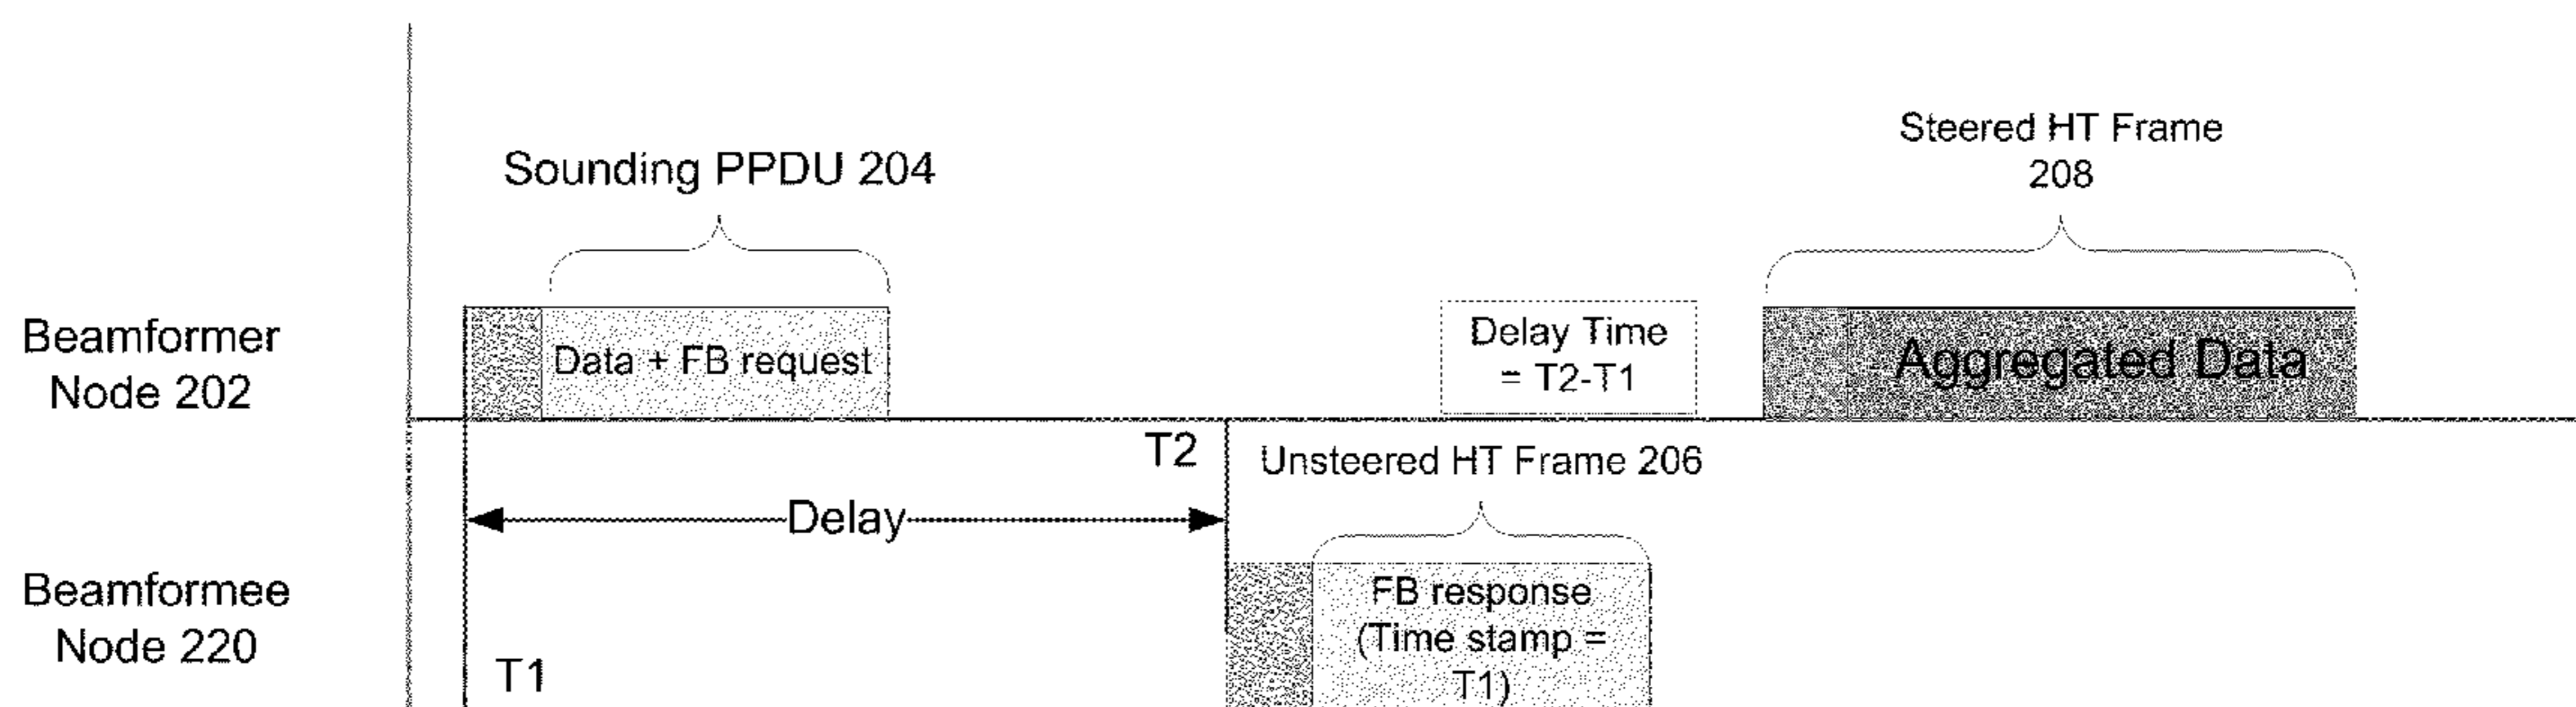 Steered HT Frame
208
Sounding PPDU 204
Beamformer
Node 202
Data + FB request
Delay Time
= T2-T1
Aggregated Data
T2
Unsteered HT Frame 206
Delay
Beamformee
Node 220
T1
FB response
(Time stamp =
T1)